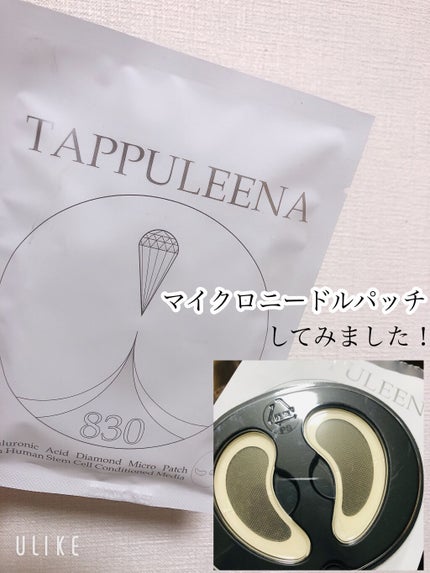 TAPPULEENA
マイクロニードルパッチ
してみました！
830
Acid Diamond Micro Patch
Human Stem Cell Conditioned Media
ULEENA
PS
ULIKE